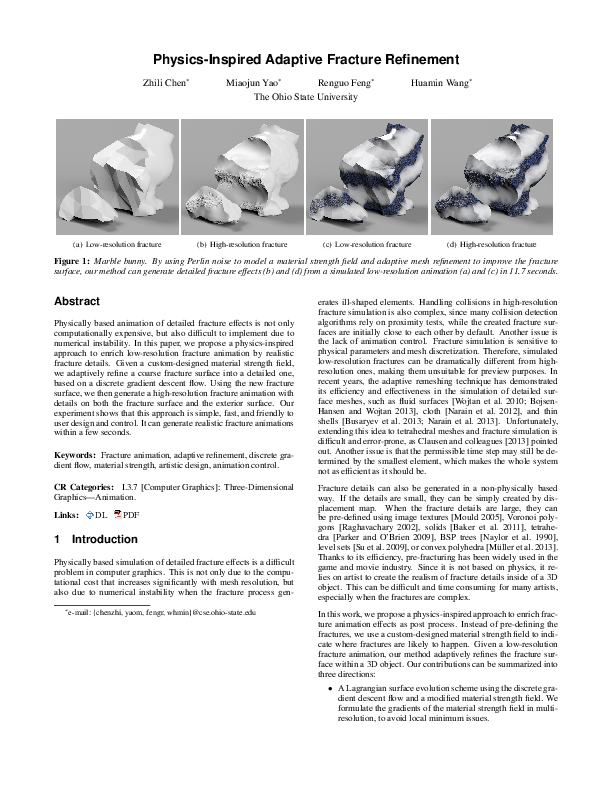 Physics-Inspired Adaptive Fracture Refinement
Zhili Chen* Miaojun Yao* Renguo Feng* Huamin Wang*
The Ohio State University
(a) Low-resolution fracture (b) High-resolution fracture (c) Low-resolution fracture (d) High-resolution fracture
Figure 1: Marble bunny. By using Perlin noise to model a material strength field and adaptive mesh refinement to improve the fracture
surface, our method can generate detailed fracture effects (b) and (d) from a simulated low-resolution animation (a) and (c) in 11.7 seconds.
Abstract
Physically based animation of detailed fracture effects is not only
computationally expensive, but also difficult to implement due to
numerical instability. In this paper, we propose a physics-inspired
approach to enrich low-resolution fracture animation by realistic
fracture details. Given a custom-designed material strength field,
we adaptively refine a coarse fracture surface into a detailed one,
based on a discrete gradient descent flow. Using the new fracture
surface, we then generate a high-resolution fracture animation with
details on both the fracture surface and the exterior surface. Our
experiment shows that this approach is simple, fast, and friendly to
user design and control. It can generate realistic fracture animations
within a few seconds.
Keywords: Fracture animation, adaptive refinement, discrete gra-
dient flow, material strength, artistic design, animation control.
CR Categories: I.3.7 [Computer Graphics]: Three-Dimensional
Graphics—Animation.
Links: DL PDF
1 Introduction
Physically based simulation of detailed fracture effects is a difficult
problem in computer graphics. This is not only due to the compu-
tational cost that increases significantly with mesh resolution, but
also due to numerical instability when the fracture process gen-
*e-mail: {chenzhi, yaom, fengr, whmin}@cse.ohio-state.edu
erates ill-shaped elements. Handling collisions in high-resolution
fracture simulation is also complex, since many collision detection
algorithms rely on proximity tests, while the created fracture sur-
faces are initially close to each other by default. Another issue is
the lack of animation control. Fracture simulation is sensitive to
physical parameters and mesh discretization. Therefore, simulated
low-resolution fractures can be dramatically different from high-
resolution ones, making them unsuitable for preview purposes. In
recent years, the adaptive remeshing technique has demonstrated
its efficiency and effectiveness in the simulation of detailed sur-
face meshes, such as fluid surfaces [Wojtan et al. 2010; Bojsen-
Hansen and Wojtan 2013], cloth [Narain et al. 2012], and thin
shells [Busaryev et al. 2013; Narain et al. 2013]. Unfortunately,
extending this idea to tetrahedral meshes and fracture simulation is
difficult and error-prone, as Clausen and colleagues [2013] pointed
out. Another issue is that the permissible time step may still be de-
termined by the smallest element, which makes the whole system
not as efficient as it should be.
Fracture details can also be generated in a non-physically based
way. If the details are small, they can be simply created by dis-
placement map. When the fracture details are large, they can
be pre-defined using image textures [Mould 2005], Voronoi poly-
gons [Raghavachary 2002], solids [Baker et al. 2011], tetrahe-
dra [Parker and O'Brien 2009], BSP trees [Naylor et al. 1990],
level sets [Su et al. 2009], or convex polyhedra [Müller et al. 2013].
Thanks to its efficiency, pre-fracturing has been widely used in the
game and movie industry. Since it is not based on physics, it re-
lies on artist to create the realism of fracture details inside of a 3D
object. This can be difficult and time consuming for many artists,
especially when the fractures are complex.
In this work, we propose a physics-inspired approach to enrich frac-
ture animation effects as post process. Instead of pre-defining the
fractures, we use a custom-designed material strength field to indi-
cate where fractures are likely to happen. Given a low-resolution
fracture animation, our method adaptively refines the fracture sur-
face within a 3D object. Our contributions can be summarized into
three directions:
• A Lagrangian surface evolution scheme using the discrete gra-
dient descent flow and a modified material strength field. We
formulate the gradients of the material strength field in multi-
resolution, to avoid local minimum issues.